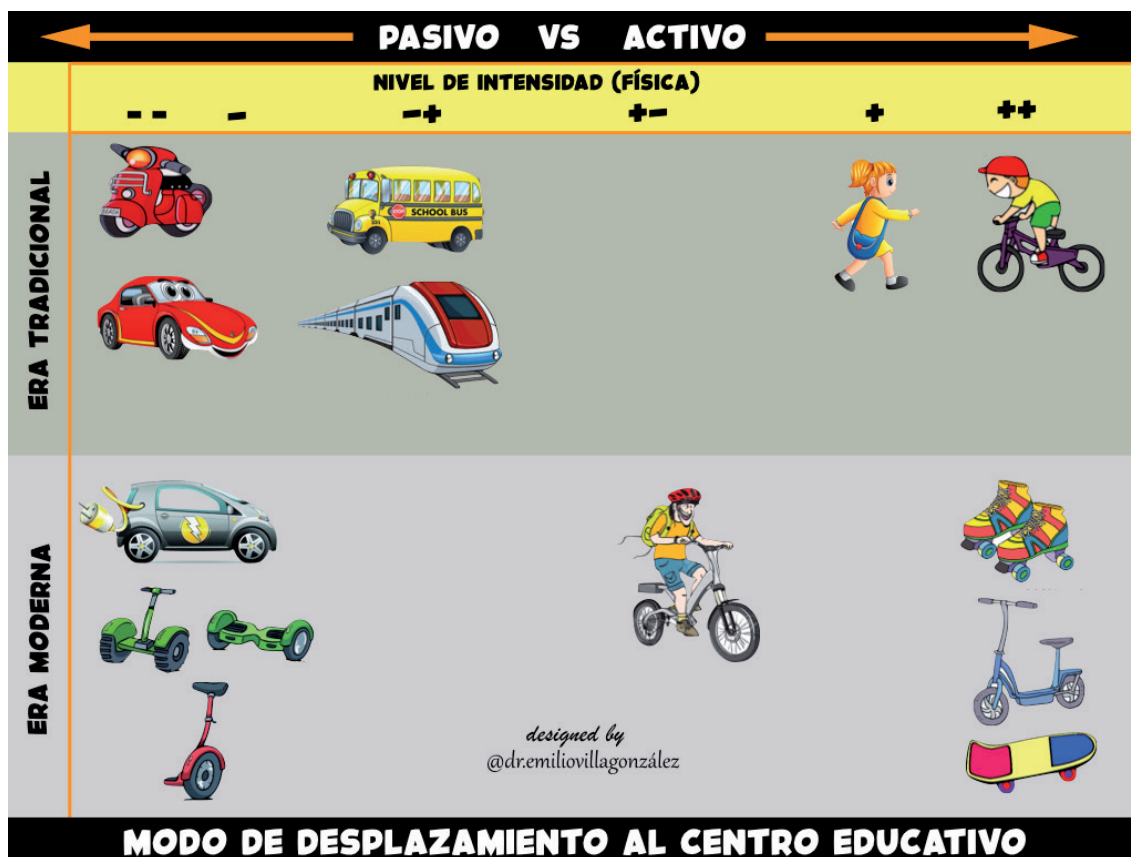 PASIVO VS ACTIVO
NIVEL DE INTENSIDAD (FÍSICA)
-- - -+ +- + ++
ERA TRADICIONAL
SCHOOL BUS
STOP
ERA MODERNA
designed by
@dr.emiliovillagonzález
MODO DE DESPLAZAMIENTO AL CENTRO EDUCATIVO